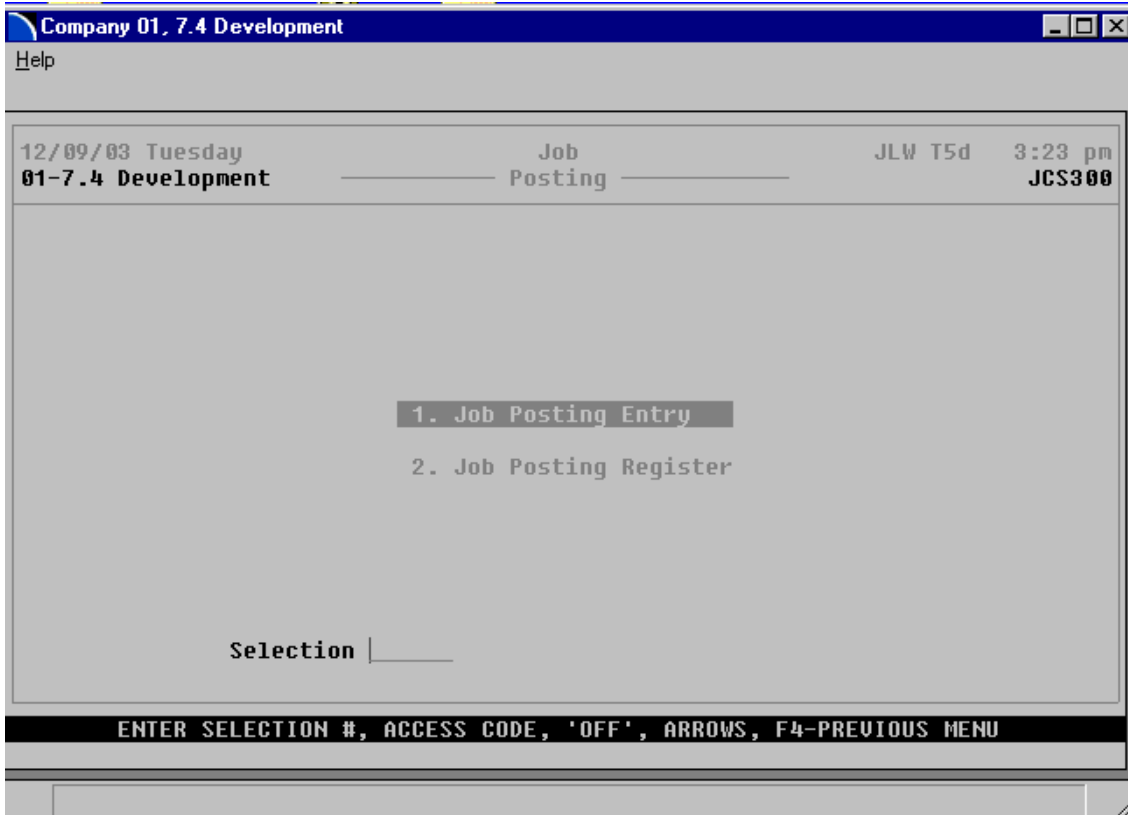 Company 01, 7.4 Development
Help
12/09/03 Tuesday Job JLW T5d 3:23 pm
01-7.4 Development Posting JCS300
1. Job Posting Entry
2. Job Posting Register
Selection
ENTER SELECTION #, ACCESS CODE, 'OFF', ARROWS, F4-PREVIOUS MENU